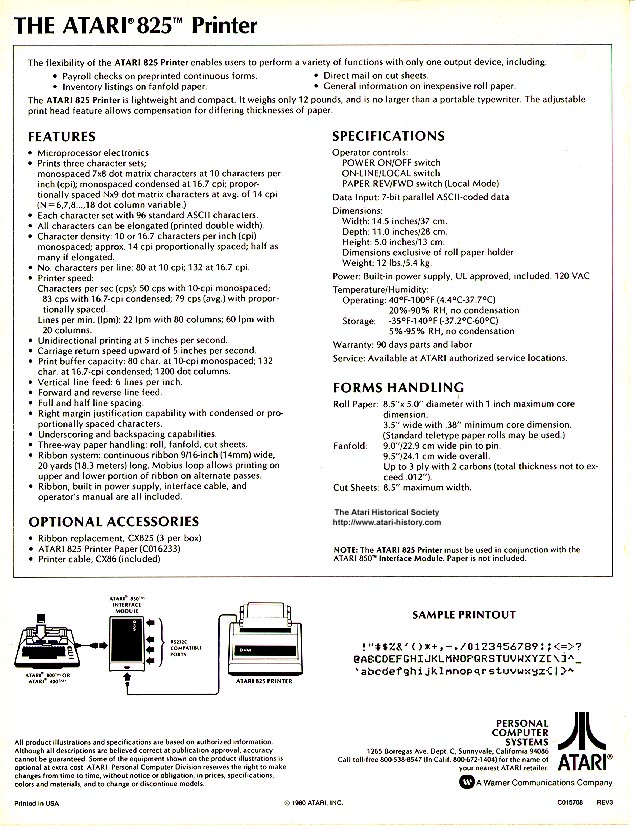 THE ATARI® 825™ Printer
The flexibility of the ATARI 825 Printer enables users to perform a variety of functions with only one output device, including:
• Payroll checks on preprinted continuous forms.
• Inventory listings on fanfold paper.
• Direct mail on cut sheets.
• General information on inexpensive roll paper.
The ATARI 825 Printer is lightweight and compact. It weighs only 12 pounds, and is no larger than a portable typewriter. The adjustable
print head feature allows compensation for differing thicknesses of paper.
FEATURES
• Microprocessor electronics
• Prints three character sets;
monospaced 7x8 dot matrix characters at 10 characters per
inch (cpi); monospaced condensed at 16.7 cpi; propor-
tionally spaced Nx9 dot matrix characters at avg. of 14 cpi
(N=6,7,8...,18 dot column variable.)
• Each character set with 96 standard ASCII characters.
• All characters can be elongated (printed double width).
• Character density: 10 or 16.7 characters per inch (cpi)
monospaced; approx. 14 cpi proportionally spaced; half as
many if elongated.
• No. characters per line: 80 at 10 cpi; 132 at 16.7 cpi.
• Printer speed:
Characters per sec (cps): 50 cps with 10-cpi monospaced;
83 cps with 16.7-cpi condensed; 79 cps (avg.) with propor-
tionally spaced.
Lines per min. (lpm): 22 lpm with 80 columns; 60 lpm with
20 columns.
• Unidirectional printing at 5 inches per second.
• Carriage return speed upward of 5 inches per second.
• Print buffer capacity: 80 char. at 10-cpi monospaced; 132
char. at 16.7-cpi condensed; 1200 dot columns.
• Vertical line feed: 6 lines per inch.
• Forward and reverse line feed.
• Full and half line spacing.
• Right margin justification capability with condensed or pro-
portionally spaced characters.
• Underscoring and backspacing capabilities.
• Three-way paper handling: roll, fanfold, cut sheets.
• Ribbon system: continuous ribbon 9/16-inch (14mm) wide,
20 yards (18.3 meters) long. Mobius loop allows printing on
upper and lower portion of ribbon on alternate passes.
• Ribbon, built in power supply, interface cable, and
operator's manual are all included.
OPTIONAL ACCESSORIES
• Ribbon replacement, CX825 (3 per box)
• ATARI 825 Printer Paper (C016233)
• Printer cable, CX86 (included)
SPECIFICATIONS
Operator controls:
POWER ON/OFF switch
ON-LINE/LOCAL switch
PAPER REV/FWD switch (Local Mode)
Data Input: 7-bit parallel ASCII-coded data
Dimensions:
Width: 14.5 inches/37 cm.
Depth: 11.0 inches/28 cm.
Height: 5.0 inches/13 cm.
Dimensions exclusive of roll paper holder
Weight: 12 lbs./5.4 kg.
Power: Built-in power supply, UL approved, included. 120 VAC
Temperature/Humidity:
Operating: 40°F-100°F (4.4°C-37.7°C)
20%-90% RH, no condensation
Storage: -35°F-140°F (-37.2°C-60°C)
5%-95% RH, no condensation
Warranty: 90 days parts and labor
Service: Available at ATARI authorized service locations.
FORMS HANDLING
Roll Paper: 8.5"x 5.0" diameter with 1 inch maximum core
dimension.
3.5" wide with .38" minimum core dimension.
(Standard teletype paper rolls may be used.)
Fanfold: 9.0"/22.9 cm wide pin to pin.
9.5"/24.1 cm wide overall.
Up to 3 ply with 2 carbons (total thickness not to ex-
ceed .012").
Cut Sheets: 8.5" maximum width.
The Atari Historical Society
http://www.atari-history.com
NOTE: The ATARI 825 Printer must be used in conjunction with the
ATARI 850™ Interface Module. Paper is not included.
ATARI® 850™
INTERFACE
MODULE
RS232C
COMPATIBLE
PORTS
ATARI® 800™ OR
ATARI® 400™
ATARI 825 PRINTER
SAMPLE PRINTOUT
!"#$%&'()*+,-./0123456789:;<=>?
@ABCDEFGHIJKLMNOPQRSTUVWXYZ[\]^_
`abcdefghijklmnopqrstuvwxyz{|}~
All product illustrations and specifications are based on authorized information.
Although all descriptions are believed correct at publication approval, accuracy
cannot be guaranteed. Some of the equipment shown on the product illustrations is
optional at extra cost. ATARI Personal Computer Division reserves the right to make
changes from time to time, without notice or obligation, in prices, specifications,
colors and materials, and to change or discontinue models.
PERSONAL
COMPUTER
SYSTEMS
1265 Borregas Ave. Dept. C, Sunnyvale, California 94086
Call toll-free 800-538-8547 (In Calif. 800-672-1404) for the name of
your nearest ATARI retailer.
ATARI®
A Warner Communications Company
Printed in USA
© 1980 ATARI, INC.
C015708 REV3